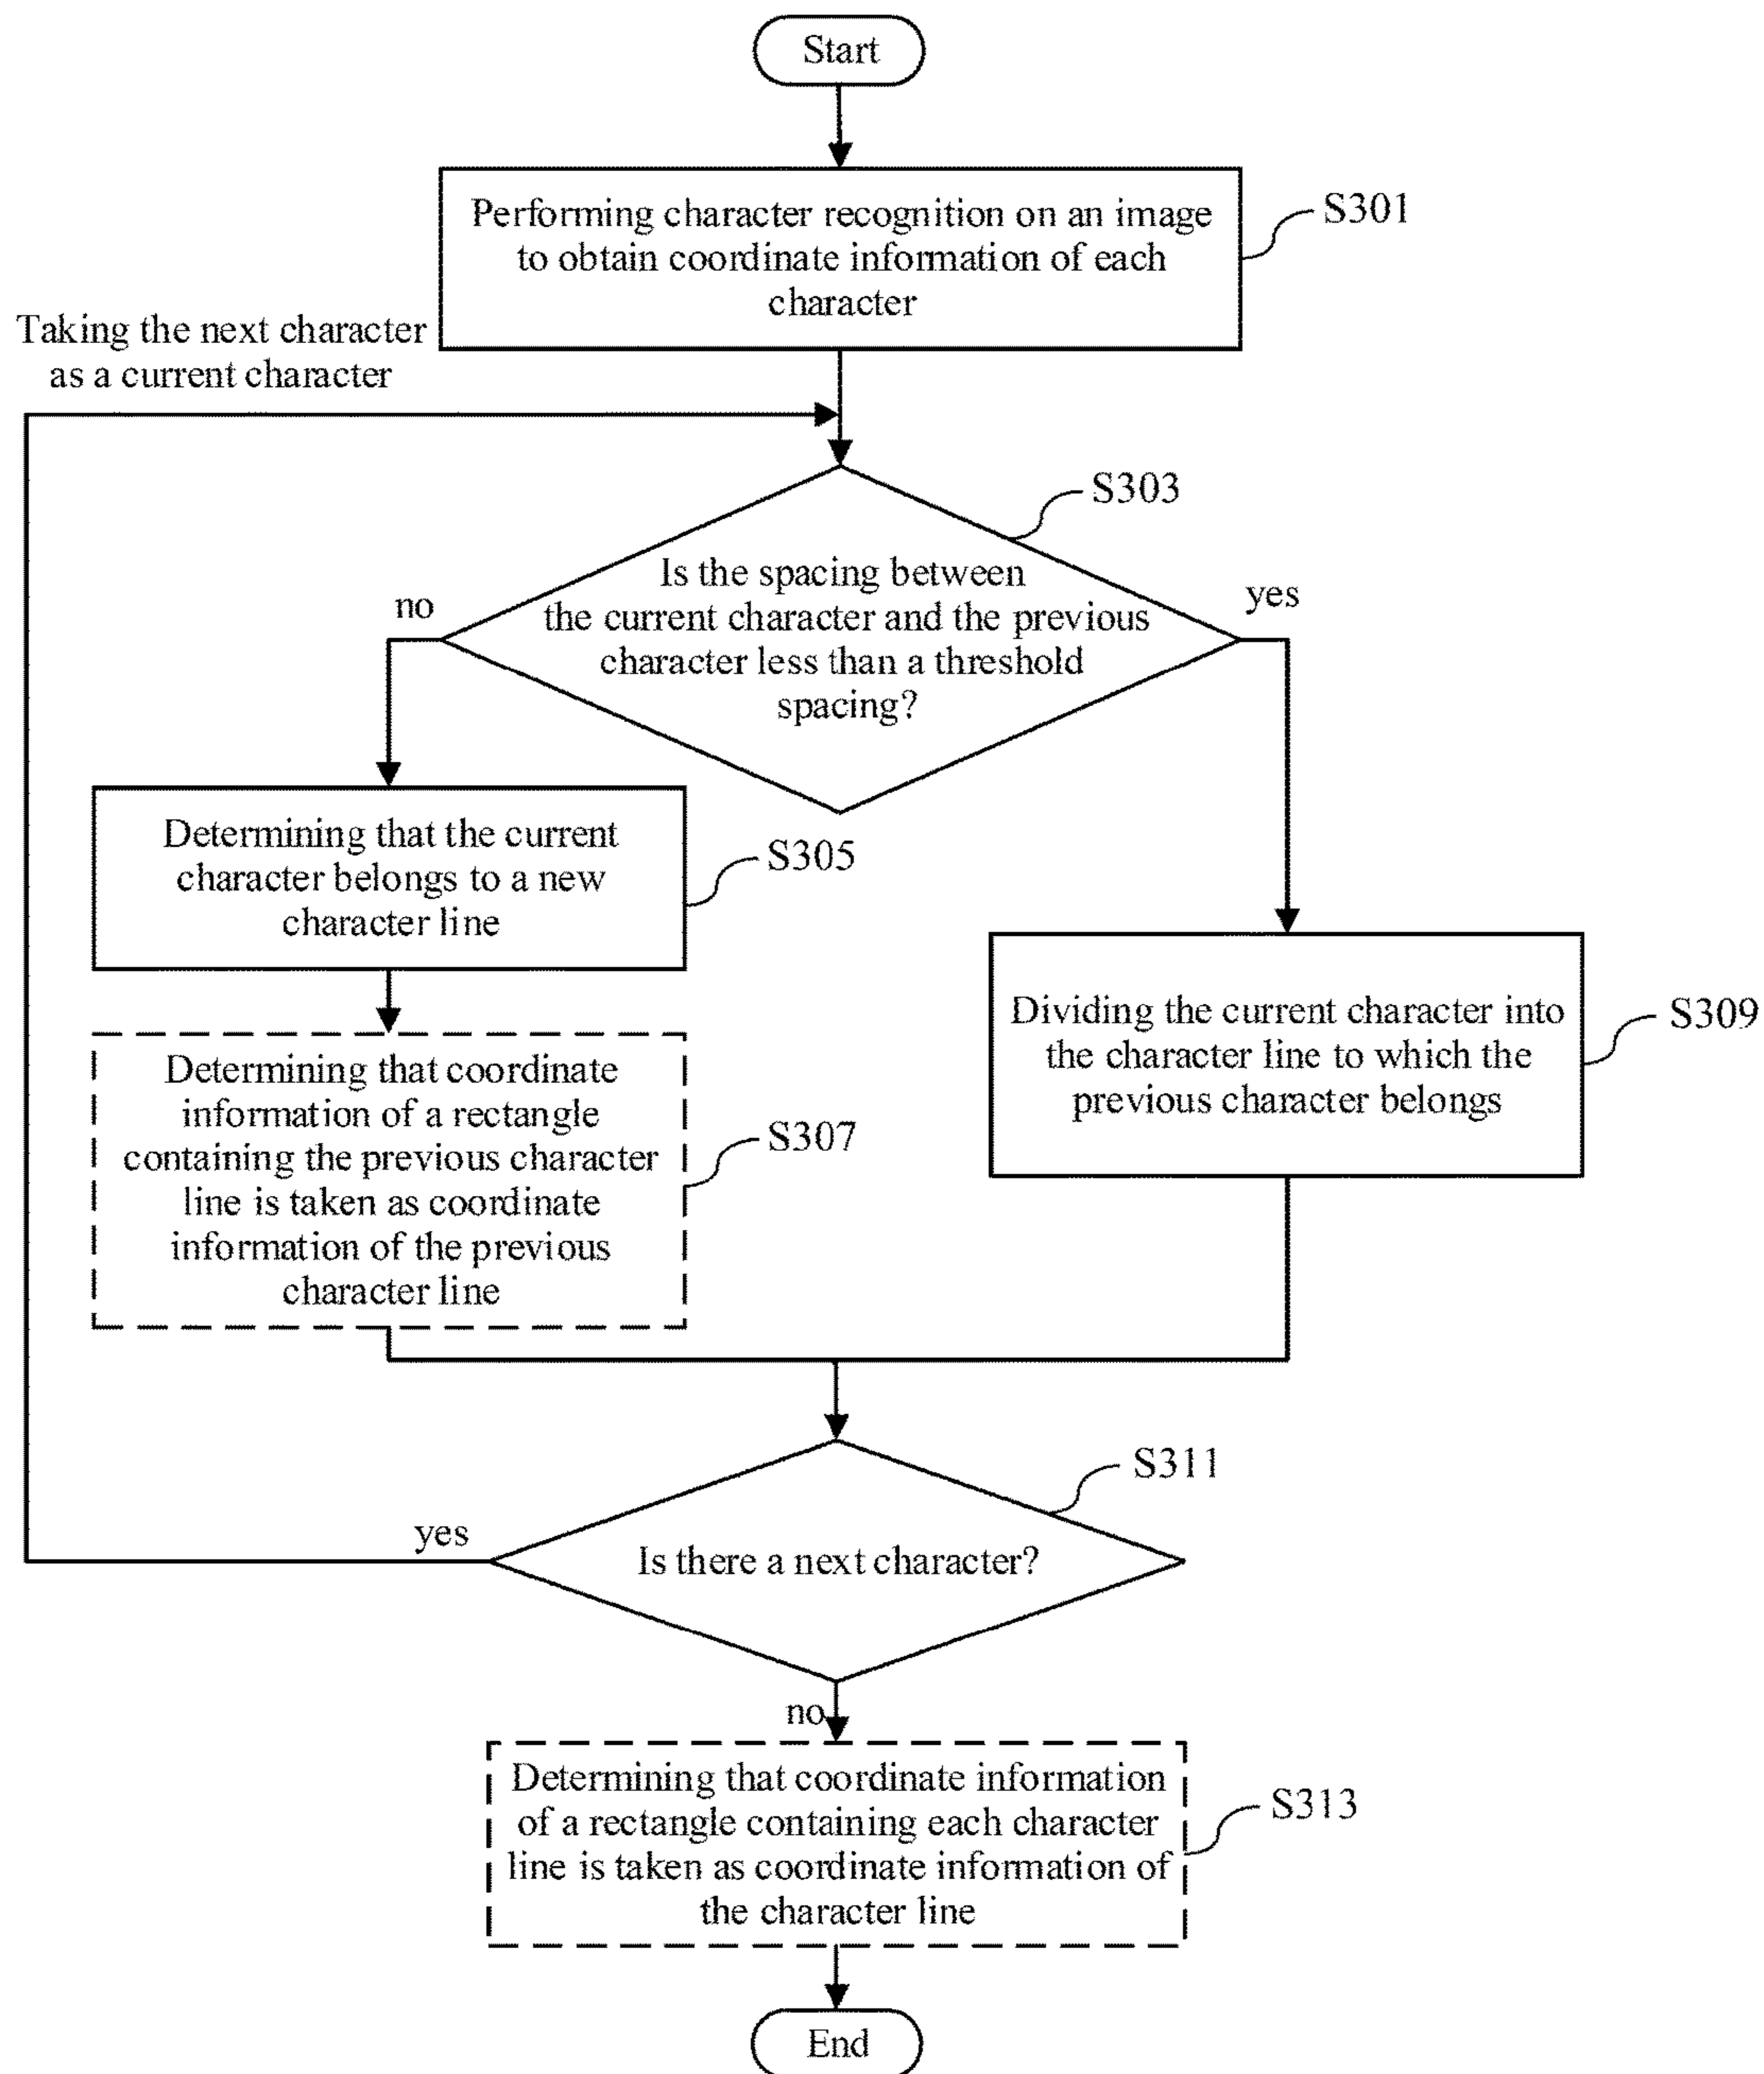 Start
Performing character recognition on an image
to obtain coordinate information of each
character
S301
Taking the next character
as a current character
S303
Is the spacing between
the current character and the previous
character less than a threshold
spacing?
no
yes
Determining that the current
character belongs to a new
character line
S305
Dividing the current character into
the character line to which the
previous character belongs
S309
Determining that coordinate
information of a rectangle
containing the previous character
line is taken as coordinate
information of the previous
character line
S307
S311
yes
Is there a next character?
no
Determining that coordinate information
of a rectangle containing each character
line is taken as coordinate information of
the character line
S313
End